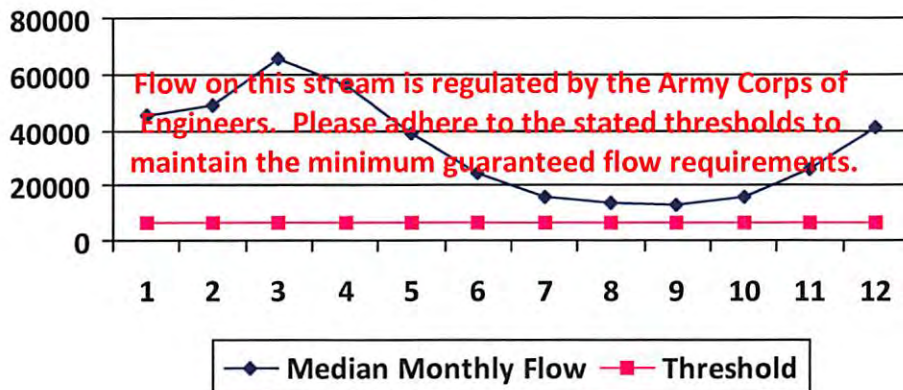 80000
60000
40000
20000
0
Flow on this stream is regulated by the Army Corps of
Engineers. Please adhere to the stated thresholds to
maintain the minimum guaranteed flow requirements.
1 2 3 4 5 6 7 8 9 10 11 12
Median Monthly Flow Threshold